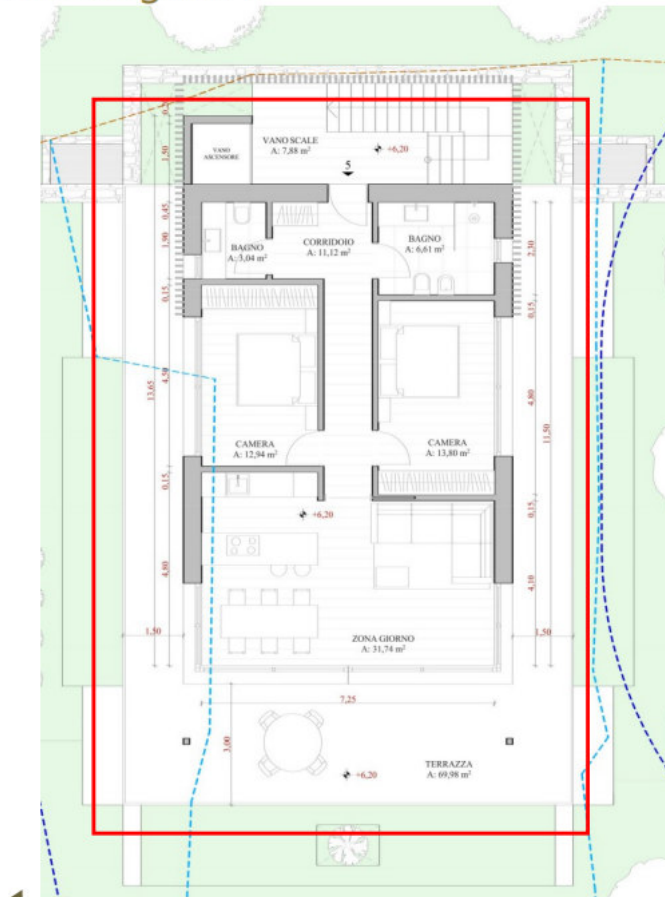 VANO SCALE
A: 7,88 m²
+6,20
VANO
ASCENSORE
5
1,50
0,45
1,90
0,15
4,50
13,65
0,15
4,80
1,50
BAGNO
A: 3,04 m²
CORRIDOIO
A: 11,12 m²
BAGNO
A: 6,61 m²
2,30
0,15
4,80
11,50
0,15
4,10
1,50
CAMERA
A: 12,94 m²
CAMERA
A: 13,80 m²
+6,20
ZONA GIORNO
A: 31,74 m²
7,25
3,00
TERRAZZA
A: 69,98 m²
+6,20